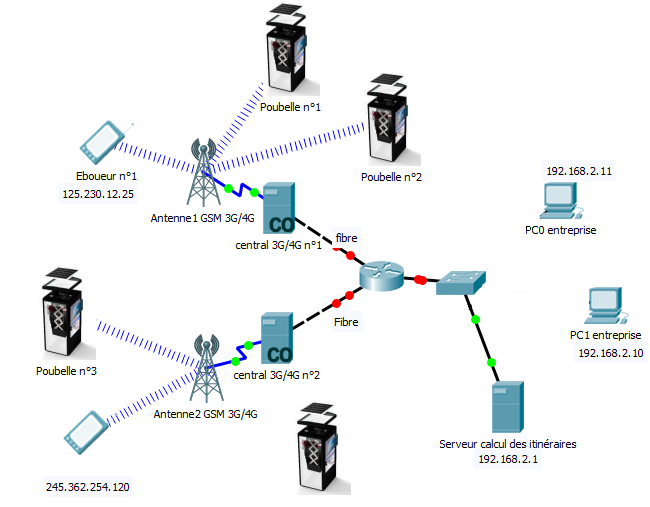 Poubelle n°1
Poubelle n°2
Eboueur n°1
125.230.12.25
Antenne1 GSM 3G/4G
CO
central 3G/4G n°1
fibre
192.168.2.11
PC0 entreprise
PC1 entreprise
192.168.2.10
Fibre
Poubelle n°3
CO
central 3G/4G n°2
Antenne2 GSM 3G/4G
Serveur calcul des itinéraires
192.168.2.1
245.362.254.120